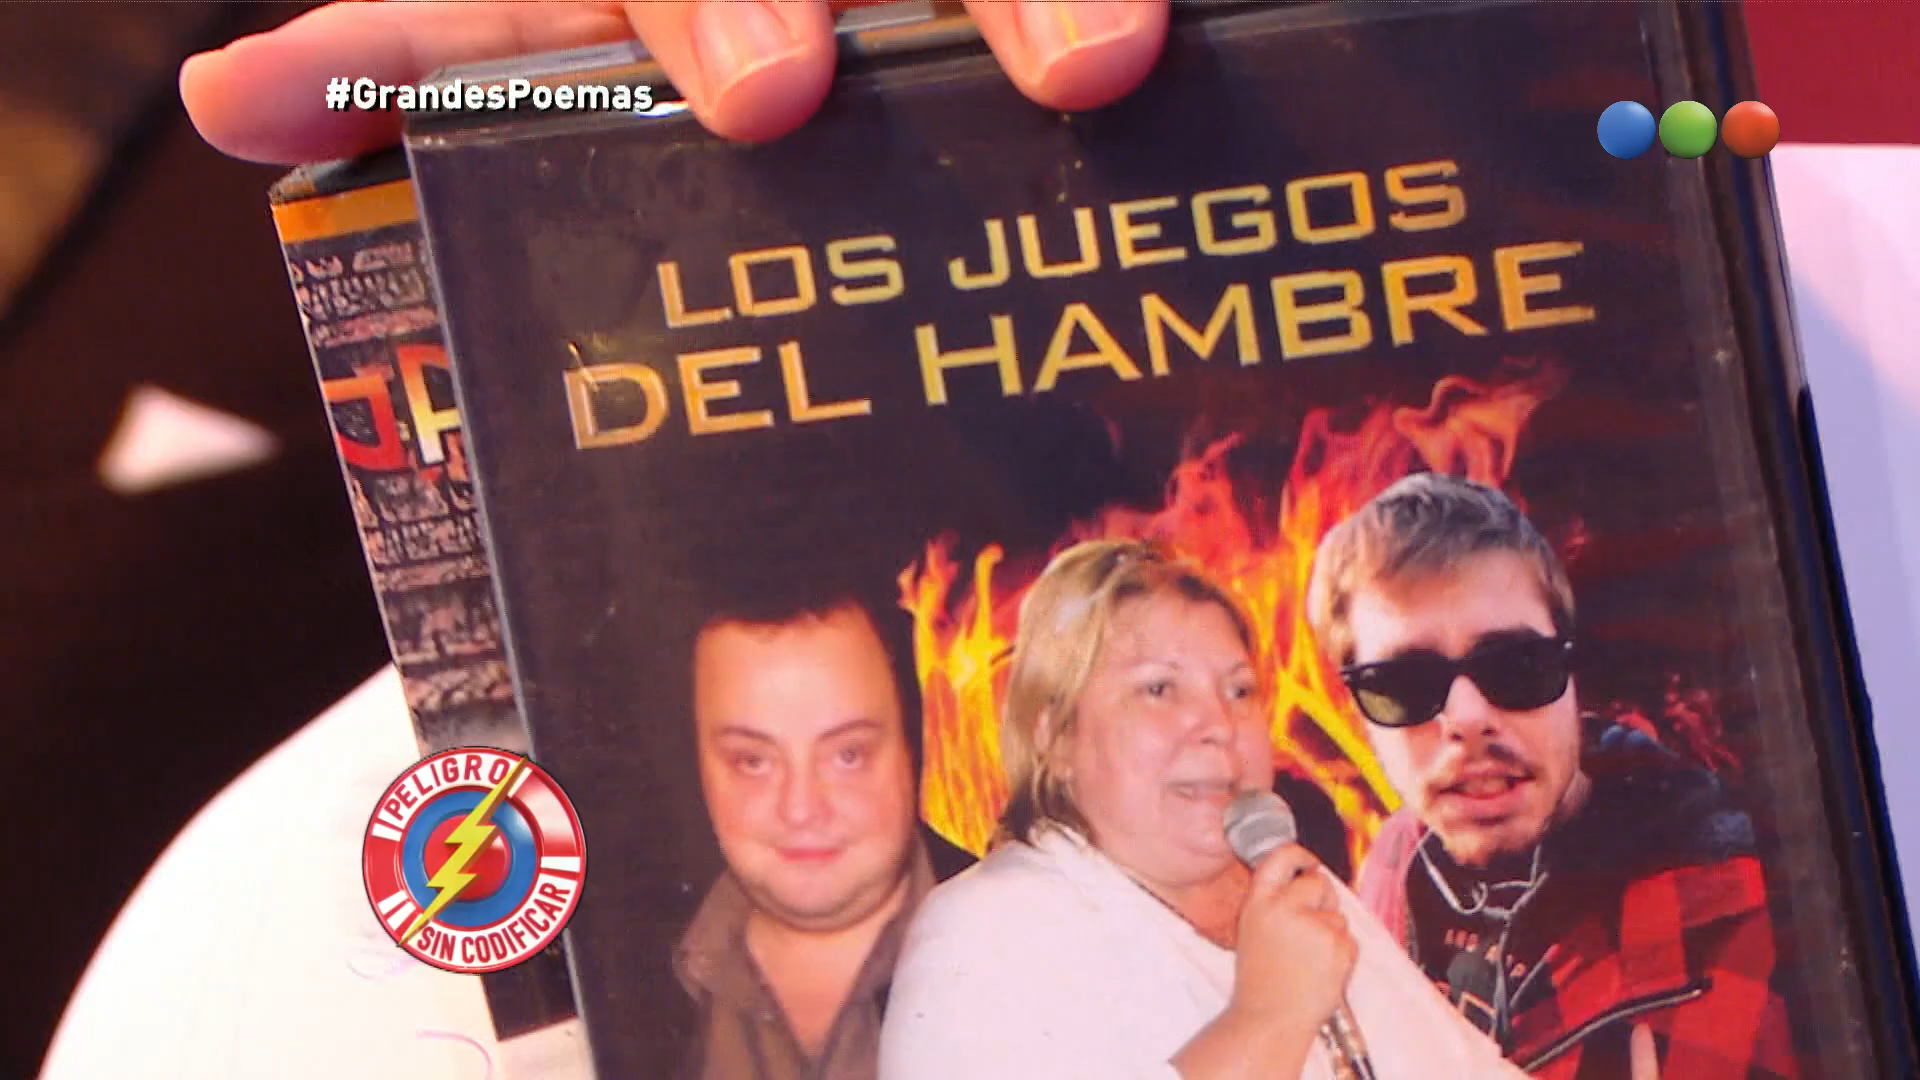 #GrandesPoemas
LOS JUEGOS
DEL HAMBRE
PELIGRO
SIN CODIFICAR